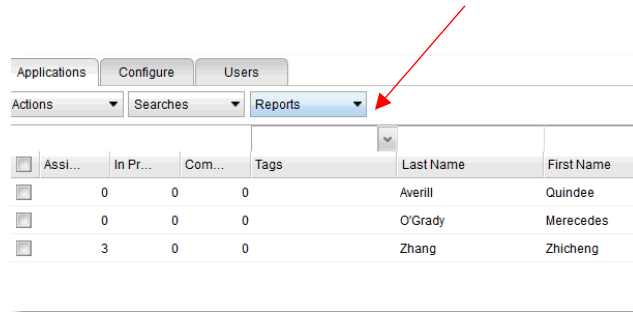 Applications Configure Users
Actions Searches Reports
Assi... In Pr... Com... Tags Last Name First Name
0 0 0 Averill Quindee
0 0 0 O'Grady Merecedes
3 0 0 Zhang Zhicheng